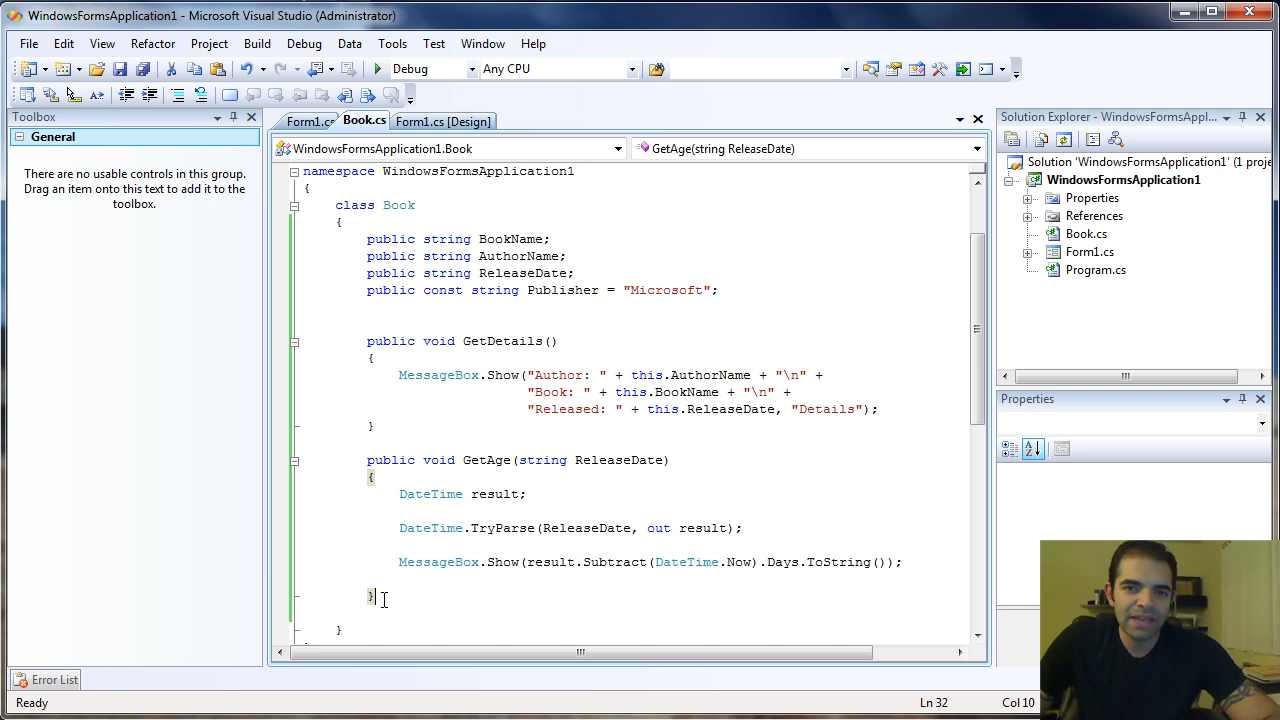 WindowsFormsApplication1 - Microsoft Visual Studio (Administrator)
File Edit View Refactor Project Build Debug Data Tools Test Window Help
Debug Any CPU
Toolbox
General
There are no usable controls in this group.
Drag an item onto this text to add it to the
toolbox.
Form1.cs Book.cs Form1.cs [Design]
WindowsFormsApplication1.Book GetAge(string ReleaseDate)
namespace WindowsFormsApplication1
{
class Book
{
public string BookName;
public string AuthorName;
public string ReleaseDate;
public const string Publisher = "Microsoft";
public void GetDetails()
{
MessageBox.Show("Author: " + this.AuthorName + "\n" +
"Book: " + this.BookName + "\n" +
"Released: " + this.ReleaseDate, "Details");
}
public void GetAge(string ReleaseDate)
{
DateTime result;
DateTime.TryParse(ReleaseDate, out result);
MessageBox.Show(result.Subtract(DateTime.Now).Days.ToString());
}
}
Solution Explorer - WindowsFormsAppl...
Solution 'WindowsFormsApplication1' (1 proje
WindowsFormsApplication1
Properties
References
Book.cs
Form1.cs
Program.cs
Properties
Error List
Ready Ln 32 Col 10